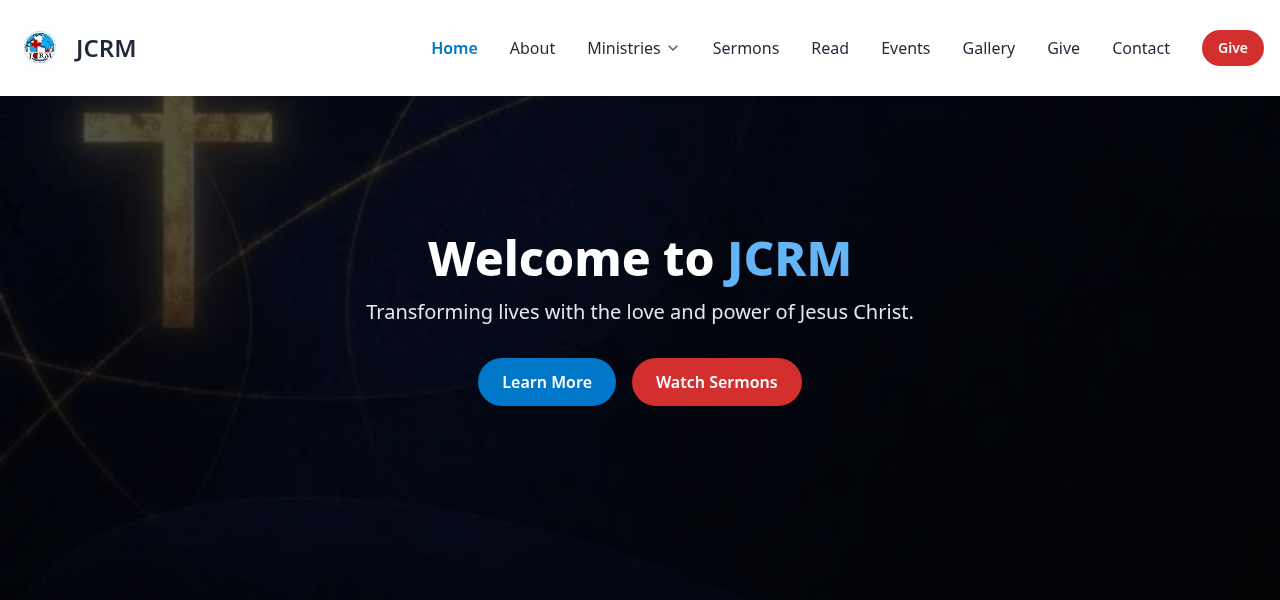 JCRM
JCRM
Home
About
Ministries
Sermons
Read
Events
Gallery
Give
Contact
Give
Welcome to JCRM
Transforming lives with the love and power of Jesus Christ.
Learn More
Watch Sermons